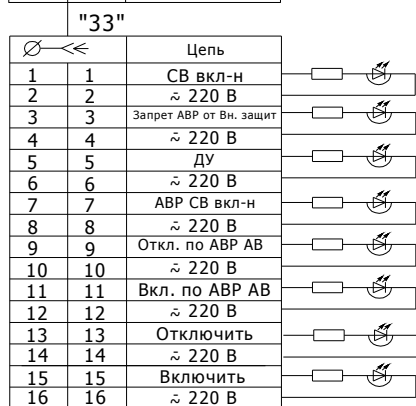 "33"
Цепь
1 1 СВ вкл-н
2 2 ~ 220 В
3 3 Запрет АВР от Вн. защит
4 4 ~ 220 В
5 5 ДУ
6 6 ~ 220 В
7 7 АВР СВ вкл-н
8 8 ~ 220 В
9 9 Откл. по АВР АВ
10 10 ~ 220 В
11 11 Вкл. по АВР АВ
12 12 ~ 220 В
13 13 Отключить
14 14 ~ 220 В
15 15 Включить
16 16 ~ 220 В